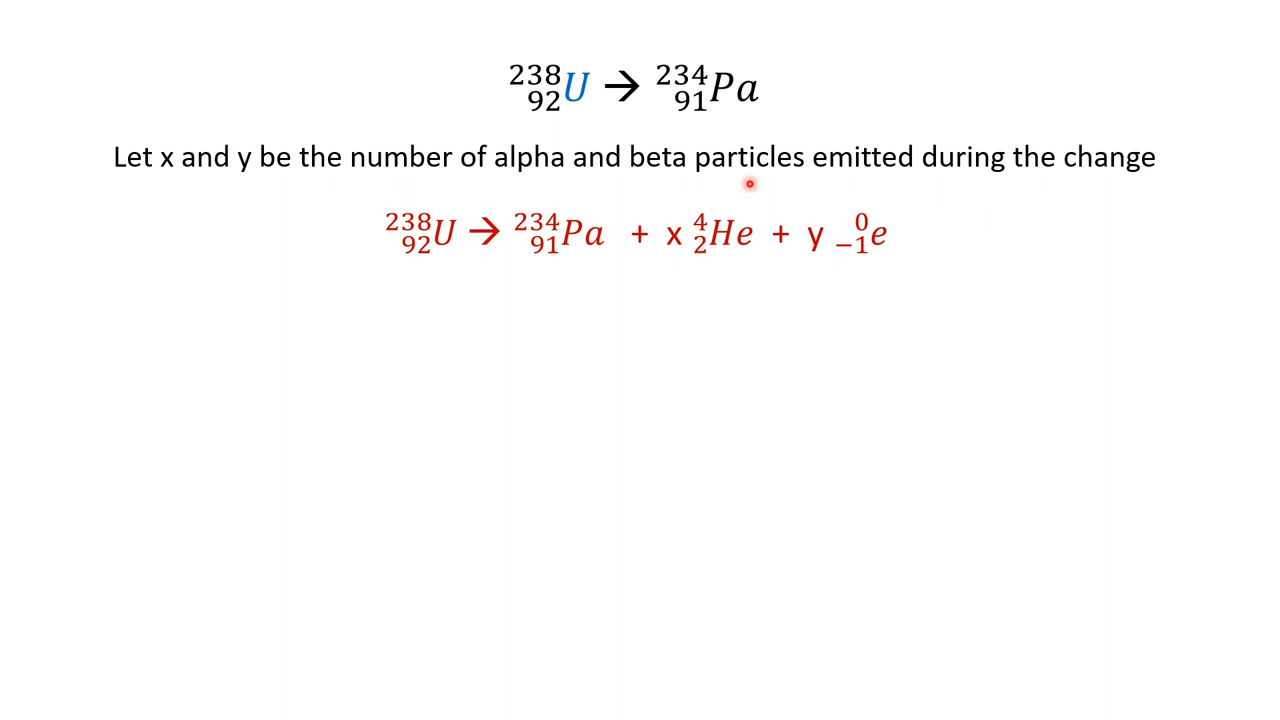 ²³⁸₉₂U → ²³⁴₉₁Pa
Let x and y be the number of alpha and beta particles emitted during the change
²³⁸₉₂U → ²³⁴₉₁Pa + x ⁴₂He + y ⁰₋₁e